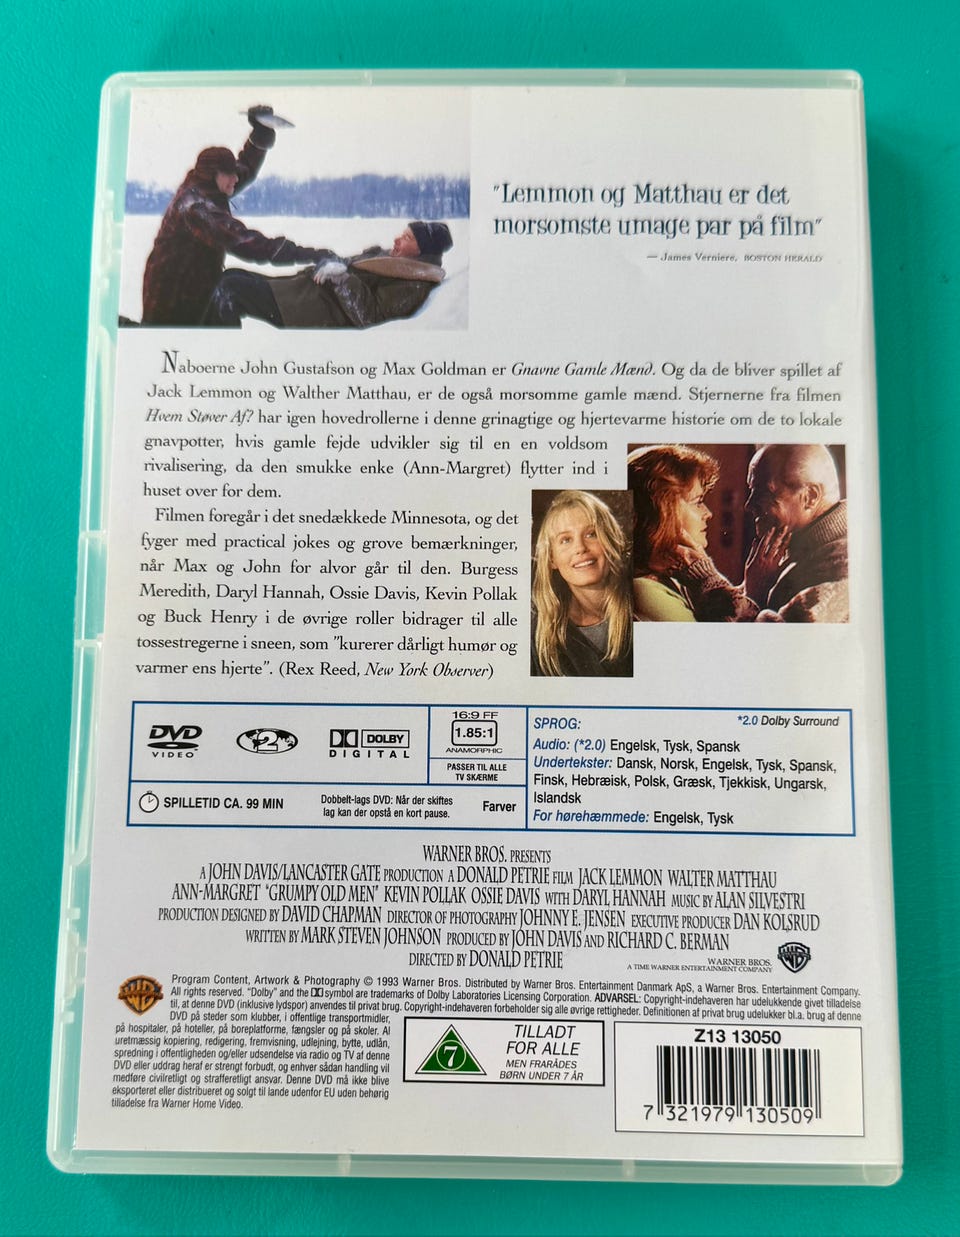 "Lemmon og Matthau er det
morsomste umage par på film"
— James Verniere, BOSTON HERALD
Naboerne John Gustafson og Max Goldman er Gnavne Gamle Mænd. Og da de bliver spillet af
Jack Lemmon og Walther Matthau, er de også morsomme gamle mænd. Stjernerne fra filmen
Hvem Støver Af? har igen hovedrollerne i denne grinagtige og hjertevarme historie om de to lokale
gnavpotter, hvis gamle fejde udvikler sig til en en voldsom
rivalisering, da den smukke enke (Ann-Margret) flytter ind i
huset over for dem.
Filmen foregår i det snedækkede Minnesota, og det
fyger med practical jokes og grove bemærkninger,
når Max og John for alvor går til den. Burgess
Meredith, Daryl Hannah, Ossie Davis, Kevin Pollak
og Buck Henry i de øvrige roller bidrager til alle
tossestregerne i sneen, som "kurerer dårligt humør og
varmer ens hjerte". (Rex Reed, New York Observer)
DVD
VIDEO
2
DOLBY
DIGITAL
16:9 FF
1.85:1
ANAMORPHIC
PASSER TIL ALLE
TV SKÆRME
SPILLETID CA. 99 MIN
Dobbelt-lags DVD: Når der skiftes
lag kan der opstå en kort pause.
Farver
SPROG:
*2.0 Dolby Surround
Audio: (*2.0) Engelsk, Tysk, Spansk
Undertekster: Dansk, Norsk, Engelsk, Tysk, Spansk,
Finsk, Hebræisk, Polsk, Græsk, Tjekkisk, Ungarsk,
Islandsk
For hørehæmmede: Engelsk, Tysk
WARNER BROS. PRESENTS
A JOHN DAVIS/LANCASTER GATE PRODUCTION A DONALD PETRIE FILM JACK LEMMON WALTER MATTHAU
ANN-MARGRET "GRUMPY OLD MEN" KEVIN POLLAK OSSIE DAVIS WITH DARYL HANNAH MUSIC BY ALAN SILVESTRI
PRODUCTION DESIGNED BY DAVID CHAPMAN DIRECTOR OF PHOTOGRAPHY JOHNNY E. JENSEN EXECUTIVE PRODUCER DAN KOLSRUD
WRITTEN BY MARK STEVEN JOHNSON PRODUCED BY JOHN DAVIS AND RICHARD C. BERMAN
DIRECTED BY DONALD PETRIE
WARNER BROS.
A TIME WARNER ENTERTAINMENT COMPANY
Program Content, Artwork & Photography © 1993 Warner Bros. Distributed by Warner Bros. Entertainment Danmark ApS, a Warner Bros. Entertainment Company.
All rights reserved. "Dolby" and the DD symbol are trademarks of Dolby Laboratories Licensing Corporation. ADVARSEL: Copyright-indehaveren har udelukkende givet tilladelse
til, at denne DVD (inklusive lydspor) anvendes til privat brug. Copyright-indehaveren forbeholder sig alle øvrige rettigheder. Definitionen af privat brug udelukker bl.a. brug af denne
DVD på steder som klubber, i offentlige transportmidler,
på hospitaler, på hoteller, på boreplatforme, fængsler og på skoler. Al
uretmæssig kopiering, redigering, fremvisning, udlejning, bytte, udlån,
spredning i offentligheden og/eller udsendelse via radio og TV af denne
DVD eller uddrag heraf er strengt forbudt, og enhver sådan handling vil
medføre civilretligt og strafferetligt ansvar. Denne DVD må ikke blive
eksporteret eller distribueret og solgt til lande udenfor EU uden behørig
tilladelse fra Warner Home Video.
7
TILLADT
FOR ALLE
MEN FRARÅDES
BØRN UNDER 7 ÅR
Z13 13050
7 321979 130509